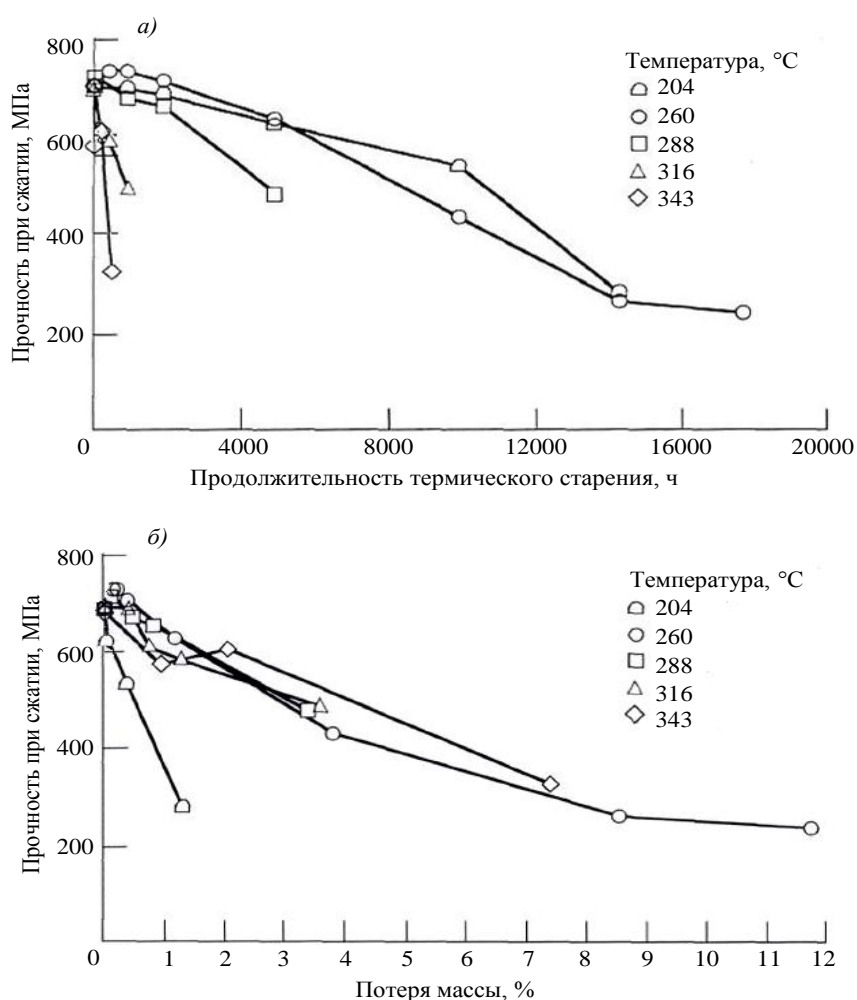 а)
800
600
400
200
Прочность при сжатии, МПа
Температура, °C
204
260
288
316
343
0 4000 8000 12000 16000 20000
Продолжительность термического старения, ч
б)
800
600
400
200
Прочность при сжатии, МПа
Температура, °C
204
260
288
316
343
0 1 2 3 4 5 6 7 8 9 10 11 12
Потеря массы, %